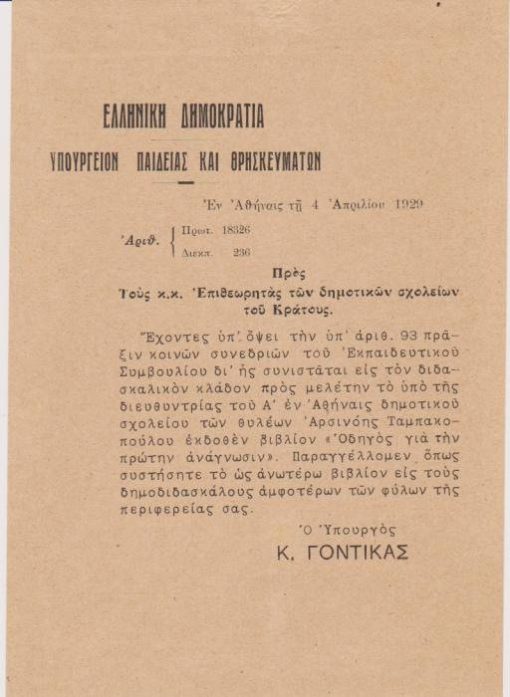 ΕΛΛΗΝΙΚΗ ΔΗΜΟΚΡΑΤΙΑ
ΥΠΟΥΡΓΕΙΟΝ ΠΑΙΔΕΙΑΣ ΚΑΙ ΘΡΗΣΚΕΥΜΑΤΩΝ
Ἐν Ἀθήναις τῇ 4 Ἀπριλίου 1929
Ἀριθ. { Πρωτ. 18326
Διεκπ. 236
Πρὸς
Τοὺς κ.κ. Ἐπιθεωρητὰς τῶν δημοτικῶν σχολείων
τοῦ Κράτους.
Ἔχοντες ὑπ' ὄψει τὴν ὑπ' ἀριθ. 93 πρᾶ-
ξιν κοινῶν συνεδριῶν τοῦ Ἐκπαιδευτικοῦ
Συμβουλίου δι' ἧς συνιστᾶται εἰς τὸν διδα-
σκαλικὸν κλάδον πρὸς μελέτην τὸ ὑπὸ τῆς
διευθυντρίας τοῦ Α' ἐν Ἀθήναις δημοτικοῦ
σχολείου τῶν θυλέων Ἀρσινόης Ταμπακο-
πούλου ἐκδοθὲν βιβλίον «Ὁδηγὸς γιὰ τὴν
πρώτην ἀνάγνωσιν». Παραγγέλλομεν ὅπως
συστήσητε τὸ ὡς ἀνωτέρω βιβλίον εἰς τοὺς
δημοδιδασκάλους ἀμφοτέρων τῶν φύλων τῆς
περιφερείας σας.
Ὁ Ὑπουργὸς
Κ. ΓΟΝΤΙΚΑΣ